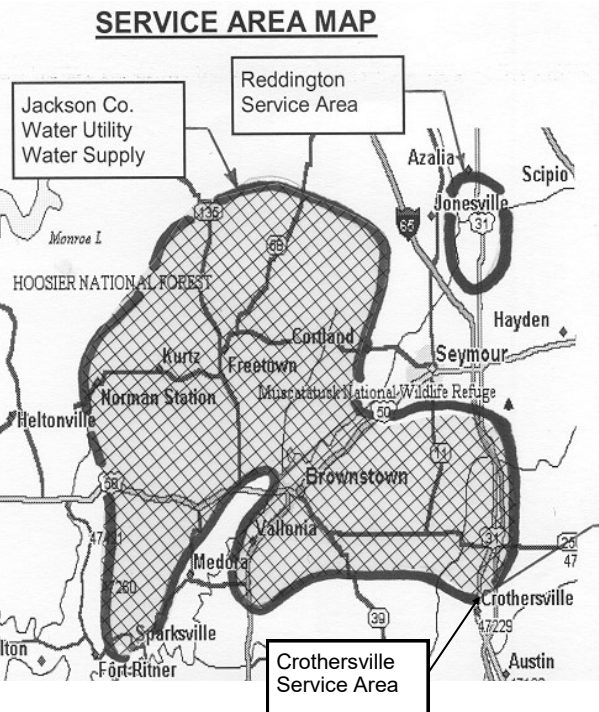 SERVICE AREA MAP
Reddington
Service Area
Jackson Co.
Water Utility
Water Supply
Azalia
Scipio
Jonesville
135
31
65
58
Monroe L
HOOSIER NATIONAL FOREST
Hayden
Cortland
Seymour
Kurtz
Freetown
Norman Station
Muscatatuck National Wildlife Refuge
50
Heltonville
11
Brownstown
Vallonia
31
47
Medora
Crothersville
47229
39
Sparksville
lton
Fort Ritner
Austin
Crothersville
Service Area